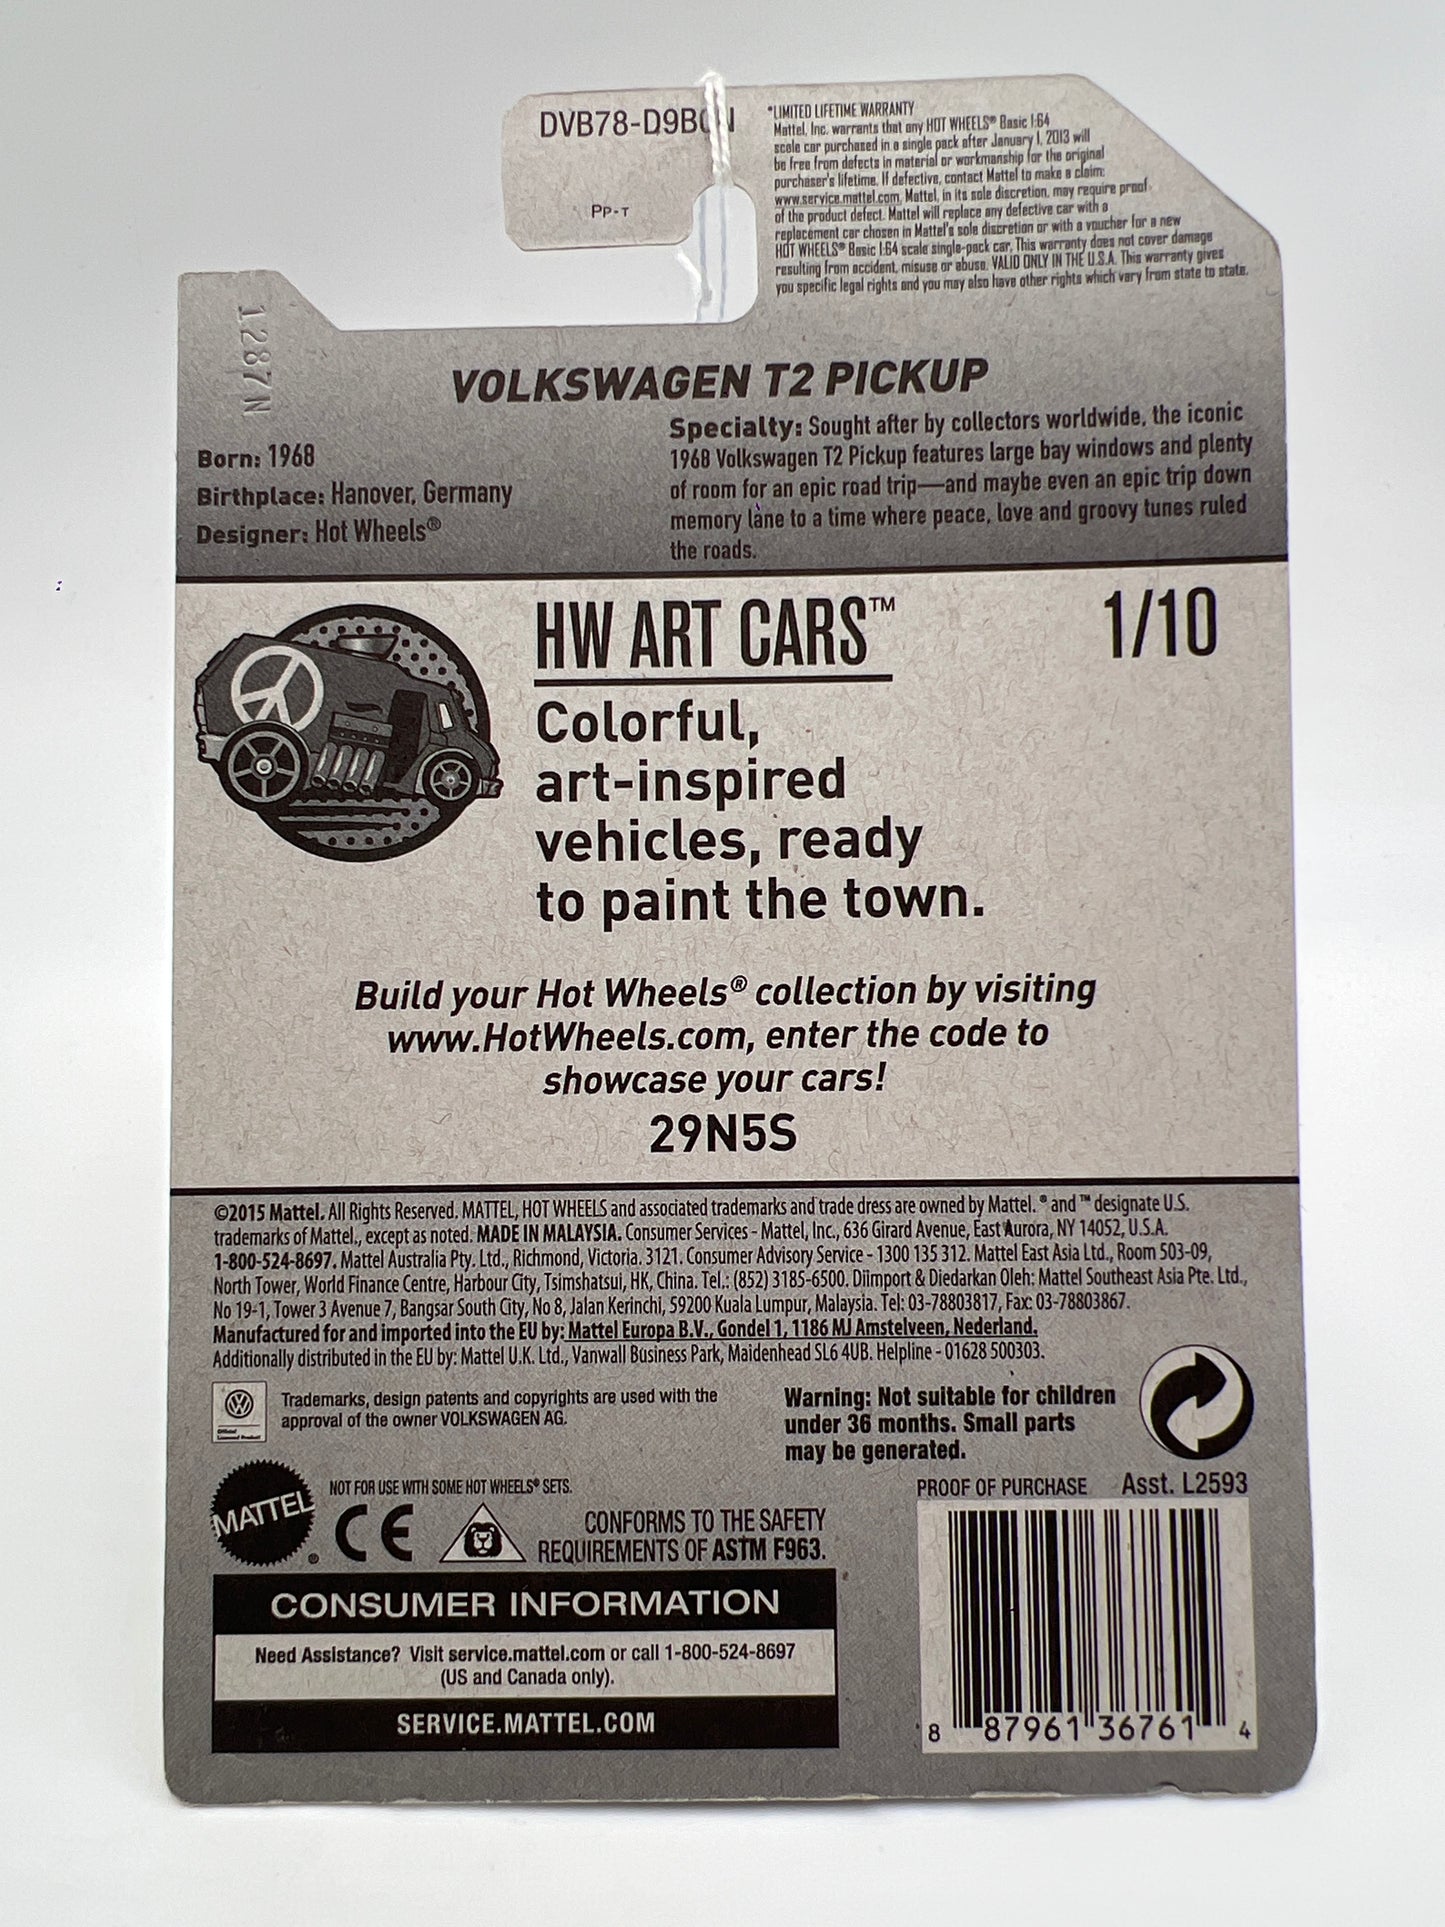 DVB78-D9B0N
PP-T
*LIMITED LIFETIME WARRANTY
Mattel, Inc. warrants that any HOT WHEELS® Basic 1:64
scale car purchased in a single pack after January 1, 2013 will
be free from defects in material or workmanship for the original
purchaser's lifetime. If defective, contact Mattel to make a claim:
www.service.mattel.com. Mattel, in its sole discretion, may require proof
of the product defect. Mattel will replace any defective car with a
replacement car chosen in Mattel's sole discretion or with a voucher for a new
HOT WHEELS® Basic 1:64 scale single-pack car. This warranty does not cover damage
resulting from accident, misuse or abuse. VALID ONLY IN THE U.S.A. This warranty gives
you specific legal rights and you may also have other rights which vary from state to state.
1287N
VOLKSWAGEN T2 PICKUP
Born: 1968
Birthplace: Hanover, Germany
Designer: Hot Wheels®
Specialty: Sought after by collectors worldwide, the iconic
1968 Volkswagen T2 Pickup features large bay windows and plenty
of room for an epic road trip—and maybe even an epic trip down
memory lane to a time where peace, love and groovy tunes ruled
the roads.
HW ART CARS™
1/10
Colorful,
art-inspired
vehicles, ready
to paint the town.
Build your Hot Wheels® collection by visiting
www.HotWheels.com, enter the code to
showcase your cars!
29N5S
©2015 Mattel. All Rights Reserved. MATTEL, HOT WHEELS and associated trademarks and trade dress are owned by Mattel. ® and ™ designate U.S.
trademarks of Mattel., except as noted. MADE IN MALAYSIA. Consumer Services - Mattel, Inc., 636 Girard Avenue, East Aurora, NY 14052, U.S.A.
1-800-524-8697. Mattel Australia Pty. Ltd., Richmond, Victoria. 3121. Consumer Advisory Service - 1300 135 312. Mattel East Asia Ltd., Room 503-09,
North Tower, World Finance Centre, Harbour City, Tsimshatsui, HK, China. Tel.: (852) 3185-6500. Diimport & Diedarkan Oleh: Mattel Southeast Asia Pte. Ltd.,
No 19-1, Tower 3 Avenue 7, Bangsar South City, No 8, Jalan Kerinchi, 59200 Kuala Lumpur, Malaysia. Tel: 03-78803817, Fax: 03-78803867.
Manufactured for and imported into the EU by: Mattel Europa B.V., Gondel 1, 1186 MJ Amstelveen, Nederland.
Additionally distributed in the EU by: Mattel U.K. Ltd., Vanwall Business Park, Maidenhead SL6 4UB. Helpline - 01628 500303.
Official
Licensed Product
Trademarks, design patents and copyrights are used with the
approval of the owner VOLKSWAGEN AG.
Warning: Not suitable for children
under 36 months. Small parts
may be generated.
MATTEL®
NOT FOR USE WITH SOME HOT WHEELS® SETS.
CE
CONFORMS TO THE SAFETY
REQUIREMENTS OF ASTM F963.
PROOF OF PURCHASE Asst. L2593
CONSUMER INFORMATION
Need Assistance? Visit service.mattel.com or call 1-800-524-8697
(US and Canada only).
SERVICE.MATTEL.COM
8 87961 36761 4